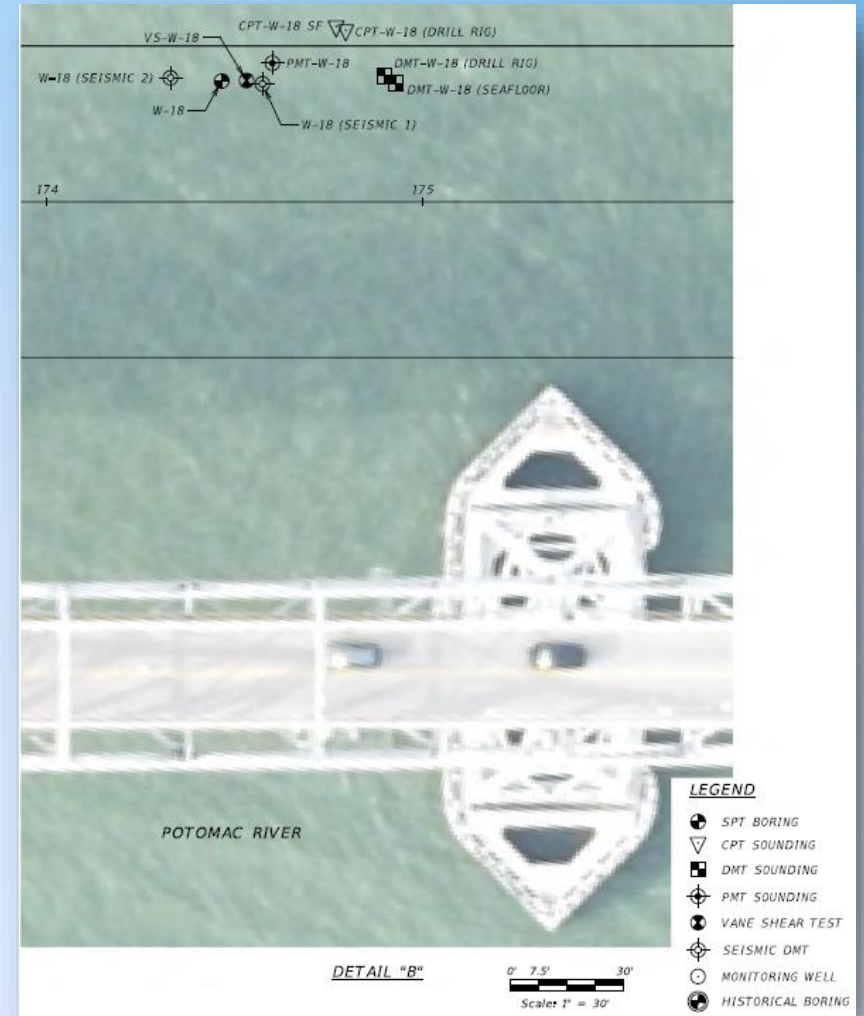 CPT-W-18 SF
CPT-W-18 (DRILL RIG)
VS-W-18
PMT-W-18
DMT-W-18 (DRILL RIG)
W-18 (SEISMIC 2)
DMT-W-18 (SEAFLOOR)
W-18
W-18 (SEISMIC 1)
174
175
POTOMAC RIVER
LEGEND
SPT BORING
CPT SOUNDING
DMT SOUNDING
PMT SOUNDING
VANE SHEAR TEST
SEISMIC DMT
MONITORING WELL
HISTORICAL BORING
DETAIL "B"
0' 7.5' 30'
Scale: 1" = 30'